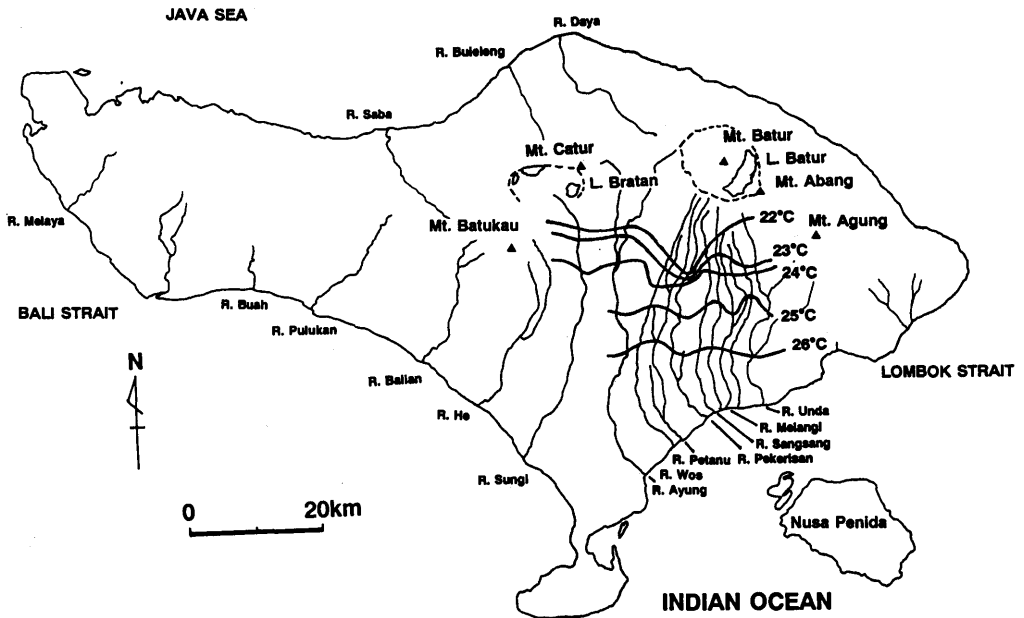 JAVA SEA
R. Daya
R. Buleleng
R. Saba
Mt. Batur
Mt. Catur
L. Batur
L. Bratan
Mt. Abang
R. Melaya
Mt. Batukau
22°C
Mt. Agung
23°C
24°C
BALI STRAIT
R. Buah
25°C
R. Pulukan
26°C
N
LOMBOK STRAIT
R. Balian
R. He
R. Unda
R. Melangi
R. Sangsang
R. Petanu
R. Pekerisan
R. Sungi
R. Wos
R. Ayung
0
20km
Nusa Penida
INDIAN OCEAN